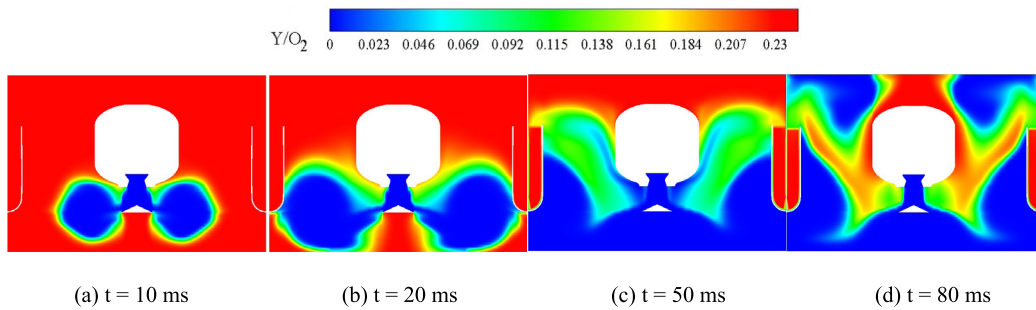 Y/O2
0 0.023 0.046 0.069 0.092 0.115 0.138 0.161 0.184 0.207 0.23
(a) t = 10 ms (b) t = 20 ms (c) t = 50 ms (d) t = 80 ms